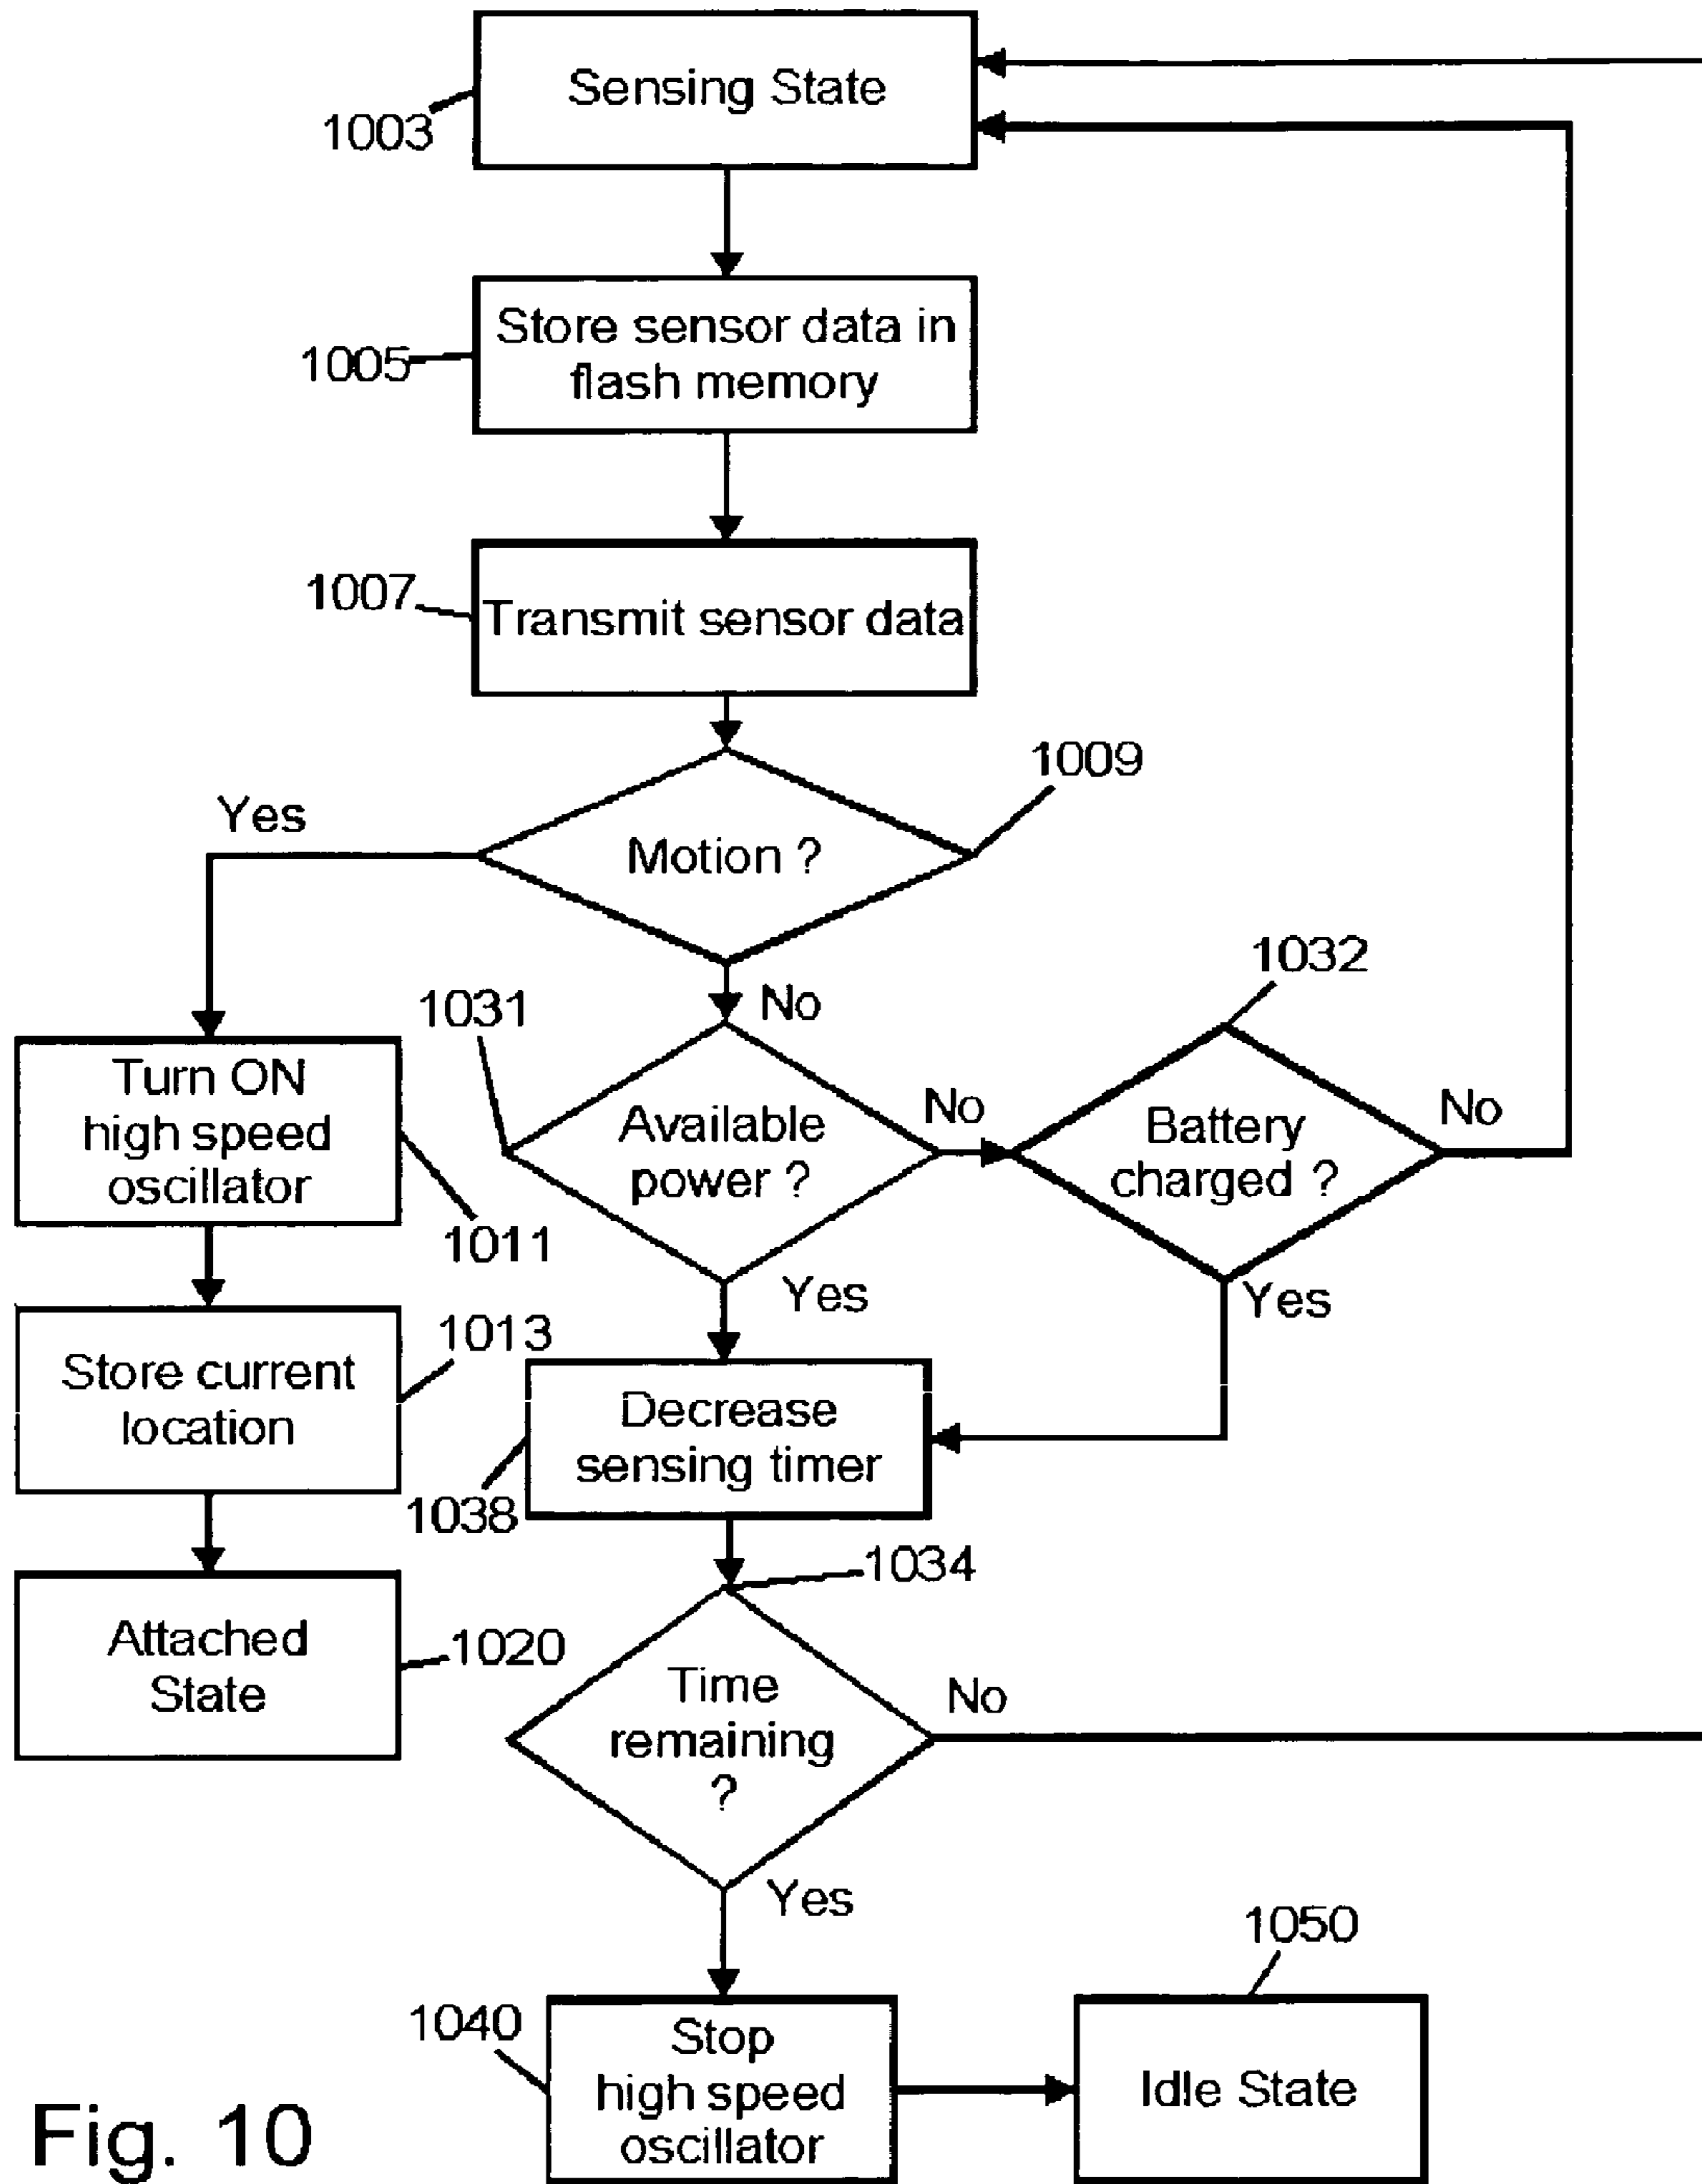 Sensing State
1003
Store sensor data in
flash memory
1005
1007
Transmit sensor data
1009
Yes
Motion ?
1032
1031
No
Turn ON
high speed
oscillator
Available
power ?
No
Battery
charged ?
No
1011
Yes
Yes
1013
Store current
location
Decrease
sensing timer
1038
1034
Attached
State
1020
Time
remaining
?
No
Yes
1050
1040
Stop
high speed
oscillator
Idle State
Fig. 10